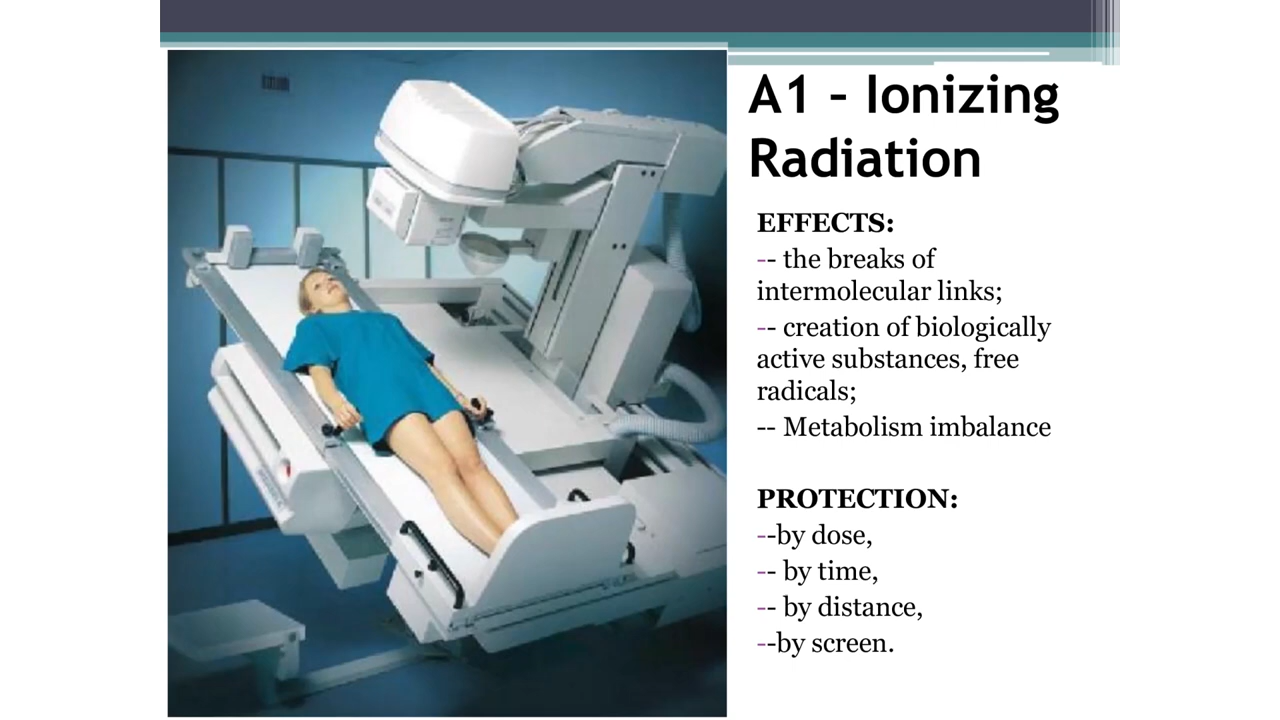 A1 – Ionizing
Radiation
EFFECTS:
-- the breaks of
intermolecular links;
-- creation of biologically
active substances, free
radicals;
-- Metabolism imbalance
PROTECTION:
--by dose,
-- by time,
-- by distance,
--by screen.